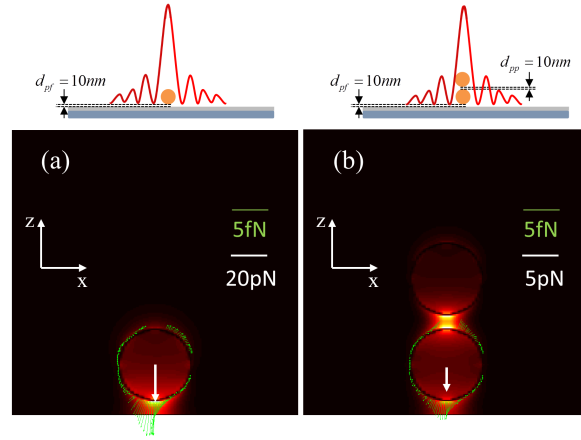 d_pf = 10nm
d_pf = 10nm
d_pp = 10nm
(a)
z
x
5fN
20pN
(b)
z
x
5fN
5pN